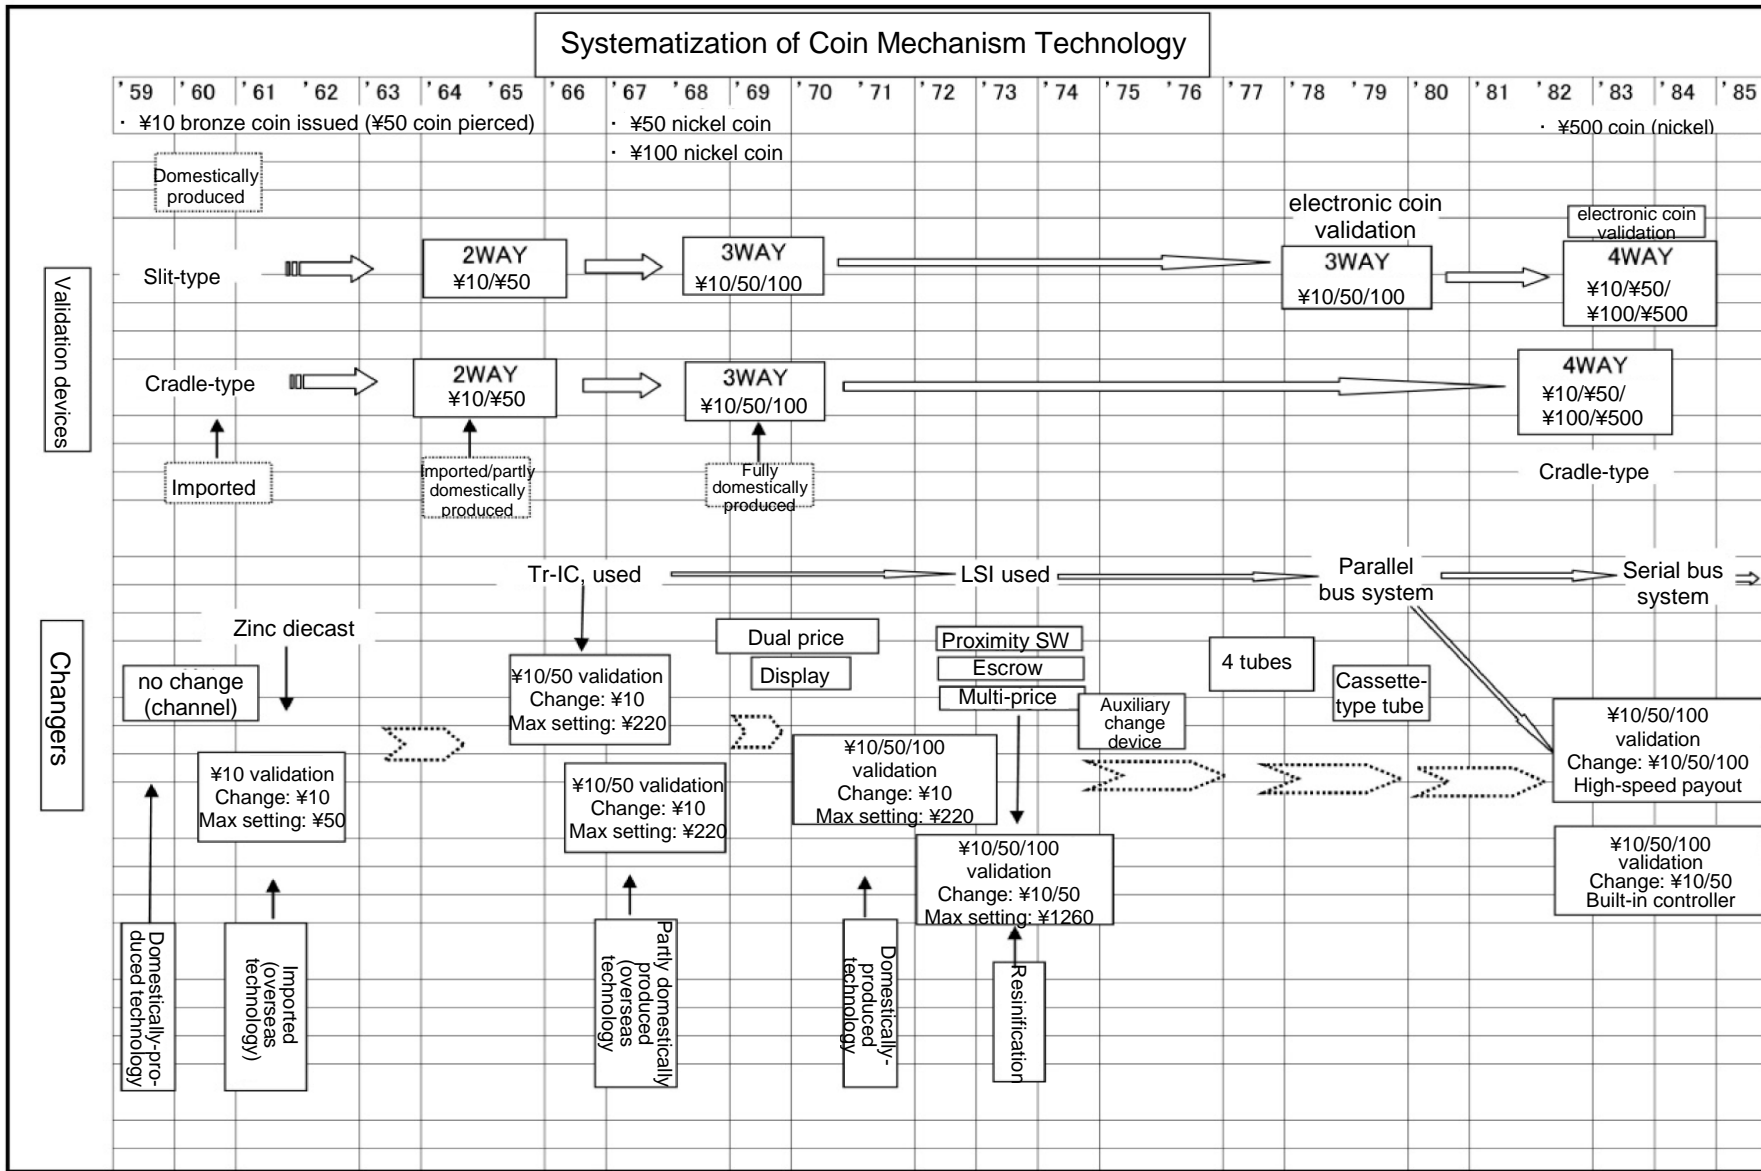 Systematization of Coin Mechanism Technology
'59 '60 '61 '62 '63 '64 '65 '66 '67 '68 '69 '70 '71 '72 '73 '74 '75 '76 '77 '78 '79 '80 '81 '82 '83 '84 '85
· ¥10 bronze coin issued (¥50 coin pierced)
· ¥50 nickel coin
· ¥100 nickel coin
· ¥500 coin (nickel)
Validation devices
Domestically
produced
Slit-type
2WAY
¥10/¥50
3WAY
¥10/50/100
electronic coin
validation
3WAY
¥10/50/100
electronic coin
validation
4WAY
¥10/¥50/
¥100/¥500
Cradle-type
2WAY
¥10/¥50
3WAY
¥10/50/100
4WAY
¥10/¥50/
¥100/¥500
Imported
Imported/partly
domestically
produced
Fully
domestically
produced
Cradle-type
Changers
Tr-IC, used
LSI used
Parallel
bus system
Serial bus
system
Zinc diecast
no change
(channel)
¥10 validation
Change: ¥10
Max setting: ¥50
¥10/50 validation
Change: ¥10
Max setting: ¥220
¥10/50 validation
Change: ¥10
Max setting: ¥220
Dual price
Display
¥10/50/100
validation
Change: ¥10
Max setting: ¥220
Proximity SW
Escrow
Multi-price
¥10/50/100
validation
Change: ¥10/50
Max setting: ¥1260
Auxiliary
change
device
4 tubes
Cassette-
type tube
¥10/50/100
validation
Change: ¥10/50/100
High-speed payout
¥10/50/100
validation
Change: ¥10/50
Built-in controller
Domestically-pro-
duced technology
Imported
(overseas
technology)
Partly domestically
produced
(overseas
technology
Domestically-
produced
technology
Resinification